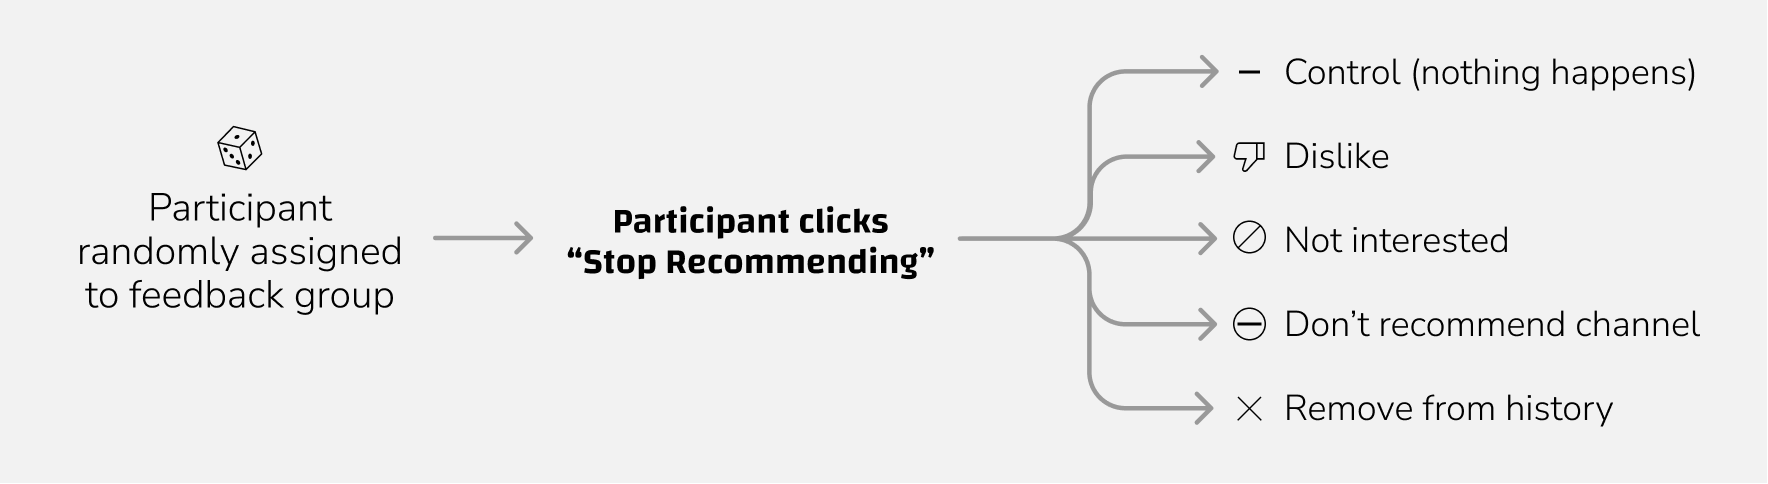 Participant
randomly assigned
to feedback group
Participant clicks
“Stop Recommending”
Control (nothing happens)
Dislike
Not interested
Don’t recommend channel
Remove from history